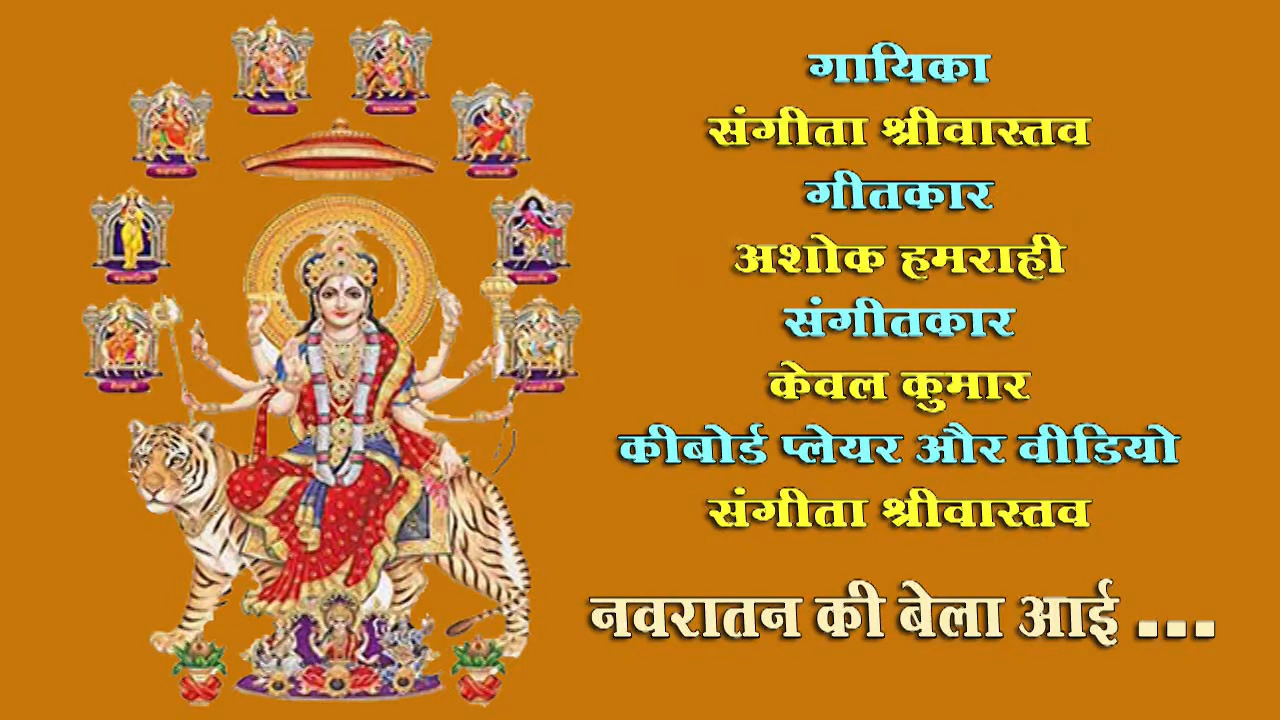 गायिका
संगीता श्रीवास्तव
गीतकार
अशोक हमराही
संगीतकार
केवल कुमार
कीबोर्ड प्लेयर और वीडियो
संगीता श्रीवास्तव
नवरातन की बेला आई ...